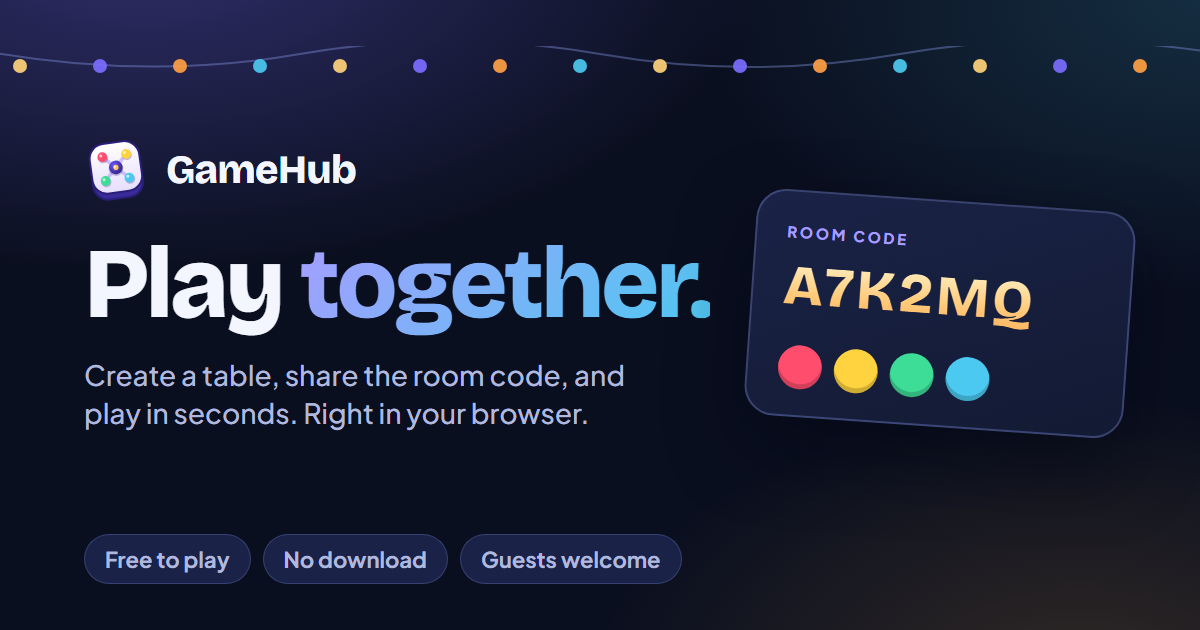 GameHub
Play together.
Create a table, share the room code, and
play in seconds. Right in your browser.
ROOM CODE
A7K2MQ
Free to play
No download
Guests welcome